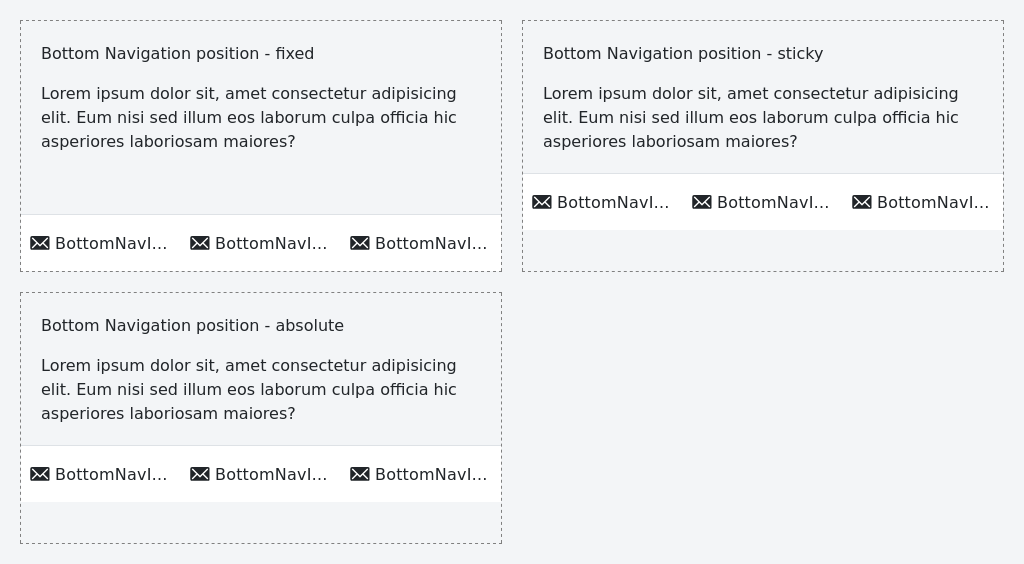 Bottom Navigation position - fixed
Lorem ipsum dolor sit, amet consectetur adipisicing
elit. Eum nisi sed illum eos laborum culpa officia hic
asperiores laboriosam maiores?
BottomNavI... BottomNavI... BottomNavI...
Bottom Navigation position - sticky
Lorem ipsum dolor sit, amet consectetur adipisicing
elit. Eum nisi sed illum eos laborum culpa officia hic
asperiores laboriosam maiores?
BottomNavI... BottomNavI... BottomNavI...
Bottom Navigation position - absolute
Lorem ipsum dolor sit, amet consectetur adipisicing
elit. Eum nisi sed illum eos laborum culpa officia hic
asperiores laboriosam maiores?
BottomNavI... BottomNavI... BottomNavI...